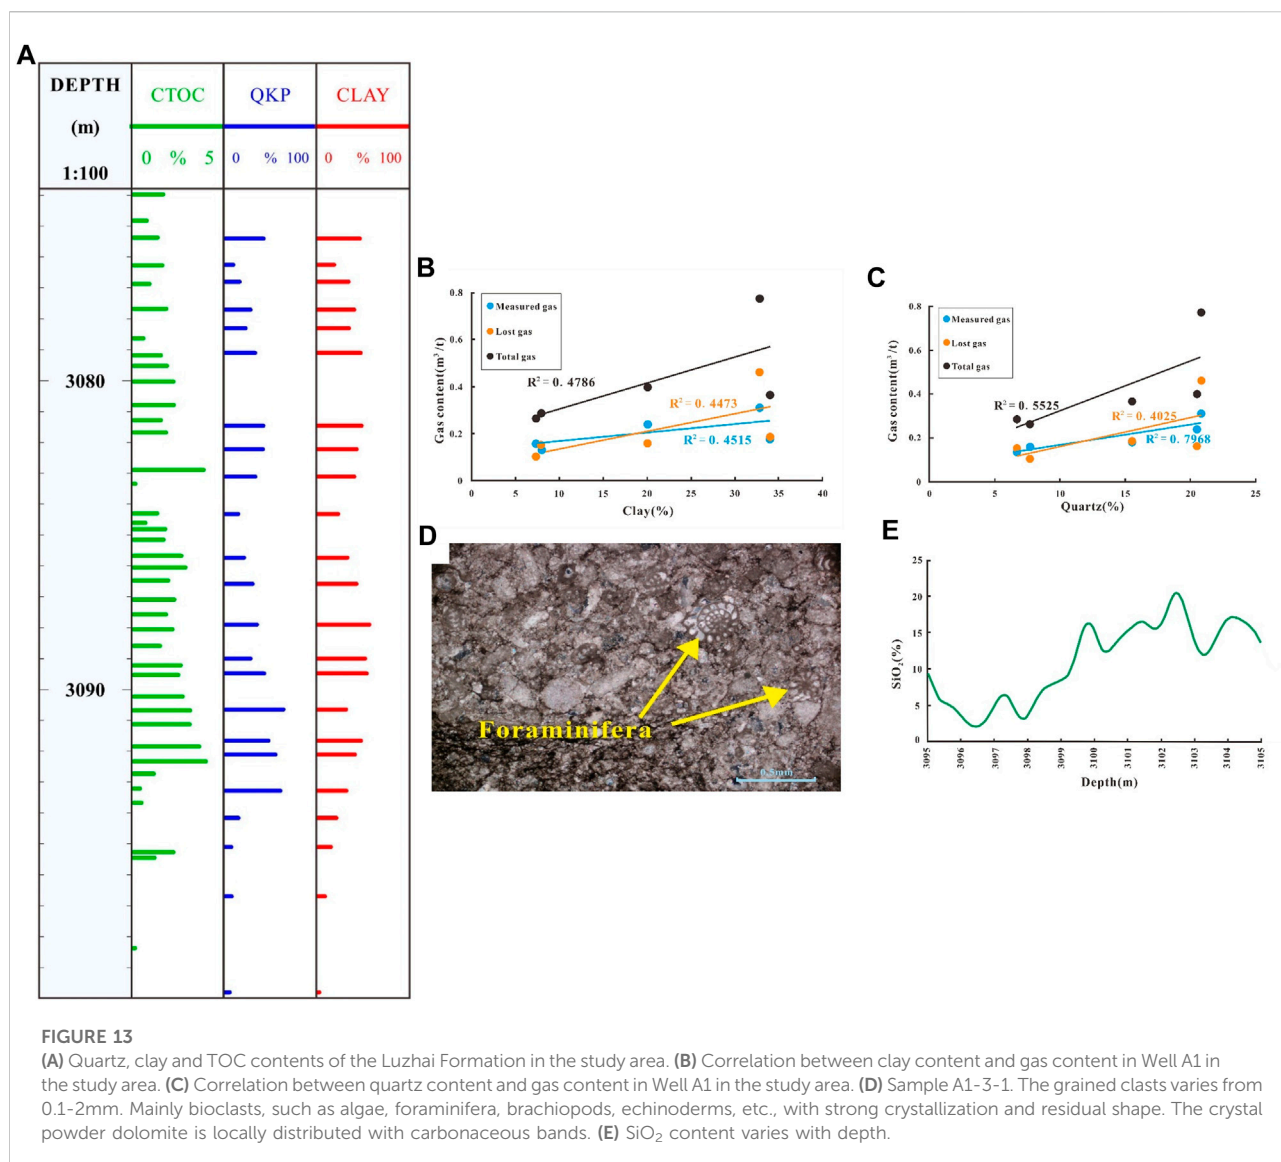 A
DEPTH
(m)
1:100
CTOC
0 % 5
QKP
0 % 100
CLAY
0 % 100
3080
3090
B
Gas content(m³/t)
0.8
0.6
0.4
0.2
0
Measured gas
Lost gas
Total gas
R² = 0. 4786
R² = 0. 4473
R² = 0. 4515
0 5 10 15 20 25 30 35 40
Clay(%)
C
Gas content(m³/t)
0.8
0.6
0.4
0.2
0
Measured gas
Lost gas
Total gas
R² = 0. 5525
R² = 0. 4025
R² = 0. 7968
0 5 10 15 20 25
Quartz(%)
D
Foraminifera
0.5mm
E
SiO₂(%)
25
20
15
10
5
0
3095 3096 3097 3098 3099 3100 3101 3102 3103 3104 3105
Depth(m)
FIGURE 13
(A) Quartz, clay and TOC contents of the Luzhai Formation in the study area. (B) Correlation between clay content and gas content in Well A1 in
the study area. (C) Correlation between quartz content and gas content in Well A1 in the study area. (D) Sample A1-3-1. The grained clasts varies from
0.1-2mm. Mainly bioclasts, such as algae, foraminifera, brachiopods, echinoderms, etc., with strong crystallization and residual shape. The crystal
powder dolomite is locally distributed with carbonaceous bands. (E) SiO₂ content varies with depth.